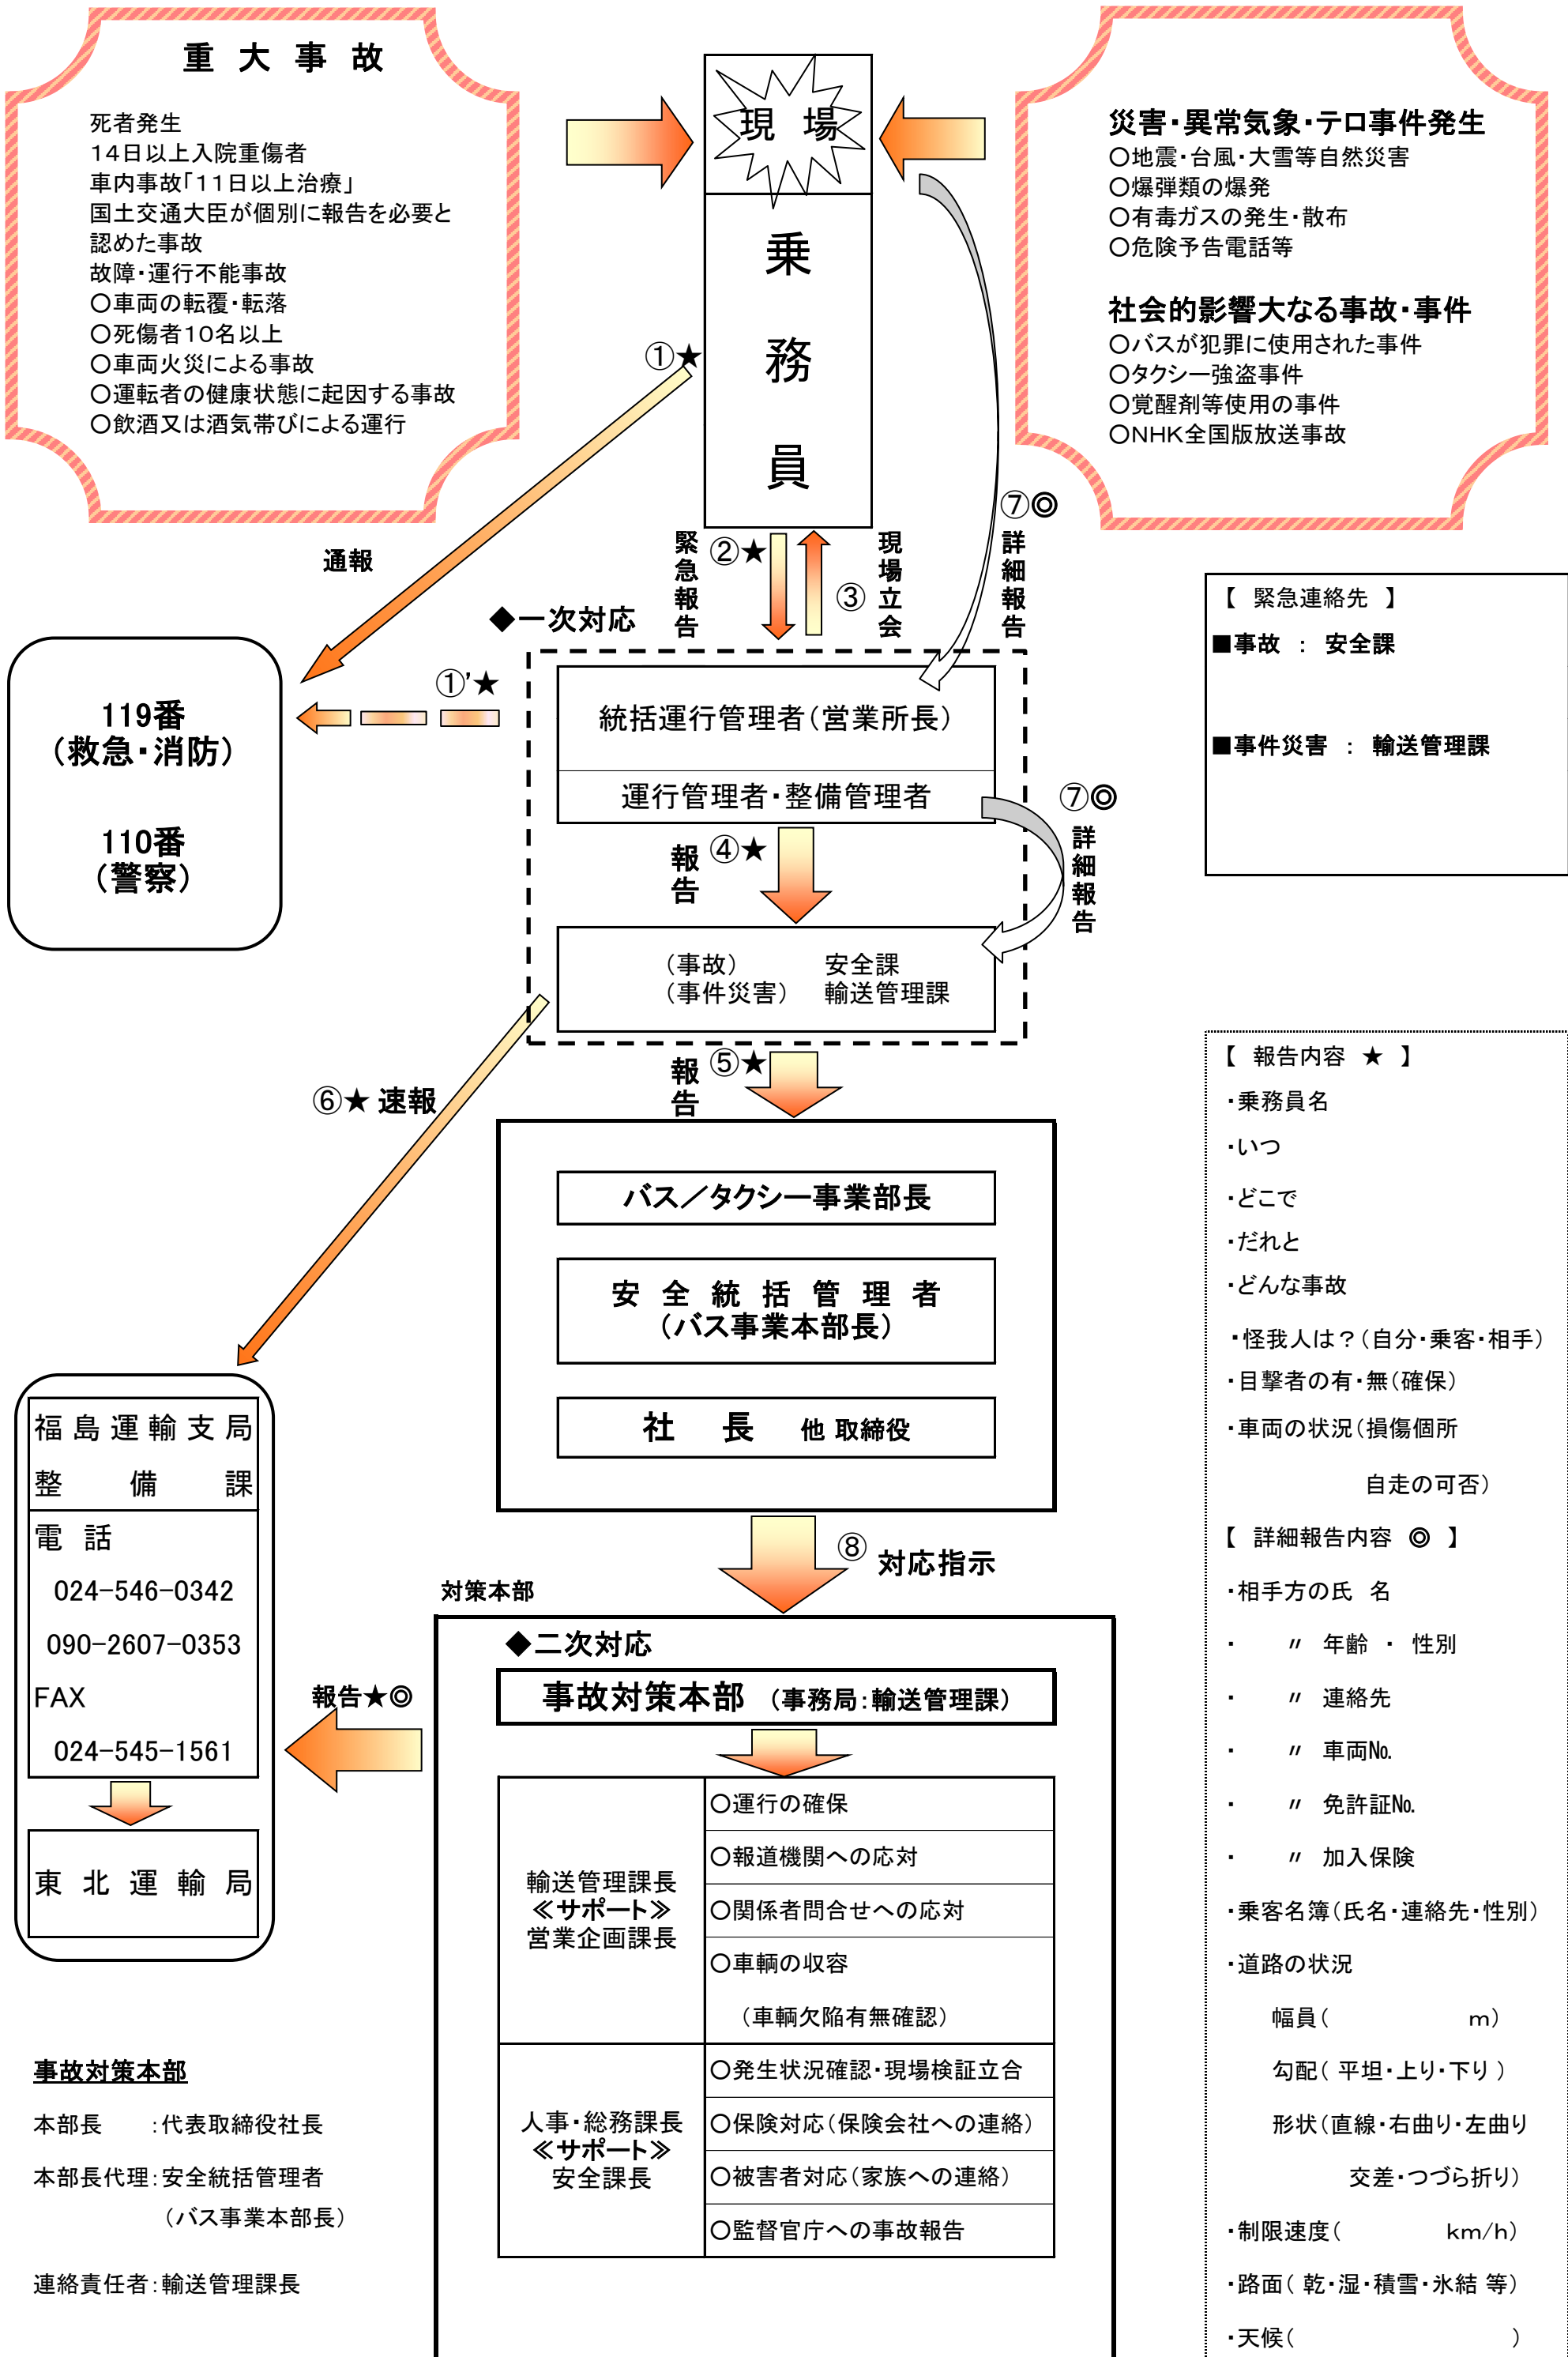 重 大 事 故
死者発生
14日以上入院重傷者
車内事故「11日以上治療」
国土交通大臣が個別に報告を必要と
認めた事故
故障・運行不能事故
○車両の転覆・転落
○死傷者10名以上
○車両火災による事故
○運転者の健康状態に起因する事故
○飲酒又は酒気帯びによる運行
現 場
乗
務
員
災害・異常気象・テロ事件発生
○地震・台風・大雪等自然災害
○爆弾類の爆発
○有毒ガスの発生・散布
○危険予告電話等
社会的影響大なる事故・事件
○バスが犯罪に使用された事件
○タクシー強盗事件
○覚醒剤等使用の事件
○NHK全国版放送事故
①★
通報
緊急報告
②★
③
現場立会
⑦◎
詳細報告
◆一次対応
①’★
119番
(救急・消防)
110番
(警察)
統括運行管理者(営業所長)
運行管理者・整備管理者
報告
④★
⑦◎
詳細報告
(事故) 安全課
(事件災害) 輸送管理課
【 緊急連絡先 】
■事故 : 安全課
■事件災害 : 輸送管理課
報告
⑤★
⑥★ 速報
バス/タクシー事業部長
安 全 統 括 管 理 者
(バス事業本部長)
社 長 他 取締役
⑧ 対応指示
福 島 運 輸 支 局
整 備 課
電 話
024-546-0342
090-2607-0353
FAX
024-545-1561
東 北 運 輸 局
報告★◎
対策本部
◆二次対応
事故対策本部 (事務局:輸送管理課)
輸送管理課長
≪サポート≫
営業企画課長
○運行の確保
○報道機関への応対
○関係者問合せへの応対
○車輌の収容
(車輌欠陥有無確認)
人事・総務課長
≪サポート≫
安全課長
○発生状況確認・現場検証立合
○保険対応(保険会社への連絡)
○被害者対応(家族への連絡)
○監督官庁への事故報告
事故対策本部
本部長 :代表取締役社長
本部長代理:安全統括管理者
(バス事業本部長)
連絡責任者:輸送管理課長
【 報告内容 ★ 】
・乗務員名
・いつ
・どこで
・だれと
・どんな事故
・怪我人は?(自分・乗客・相手)
・目撃者の有・無(確保)
・車両の状況(損傷個所
自走の可否)
【 詳細報告内容 ◎ 】
・相手方の氏 名
・ 〃 年齢 ・ 性別
・ 〃 連絡先
・ 〃 車両№
・ 〃 免許証№
・ 〃 加入保険
・乗客名簿(氏名・連絡先・性別)
・道路の状況
幅員( m)
勾配( 平坦・上り・下り )
形状(直線・右曲り・左曲り
交差・つづら折り)
・制限速度( km/h)
・路面( 乾・湿・積雪・氷結 等)
・天候( )